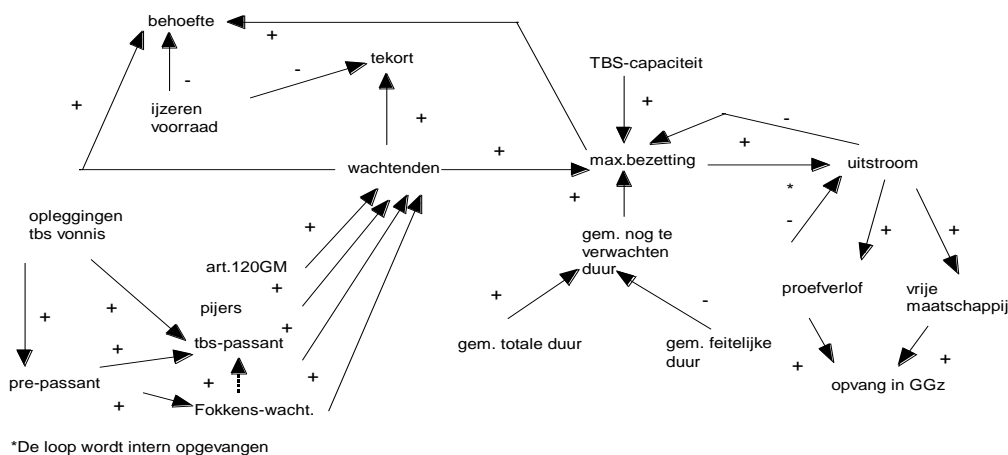 behoefte
+
tekort
TBS-capaciteit
-
-
+
ijzeren
voorraad
+
+
-
+
wachtenden
+
max.bezetting
+
uitstroom
*
-
opleggingen
tbs vonnis
+
art.120GM
+
gem. nog te
verwachten
duur
+
+
proefverlof
vrije
maatschappij
+
pijers
+
+
-
+
+
+
tbs-passant
gem. totale duur
gem. feitelijke
duur
pre-passant
+
+
+
+
+
opvang in GGz
Fokkens-wacht.
*De loop wordt intern opgevangen